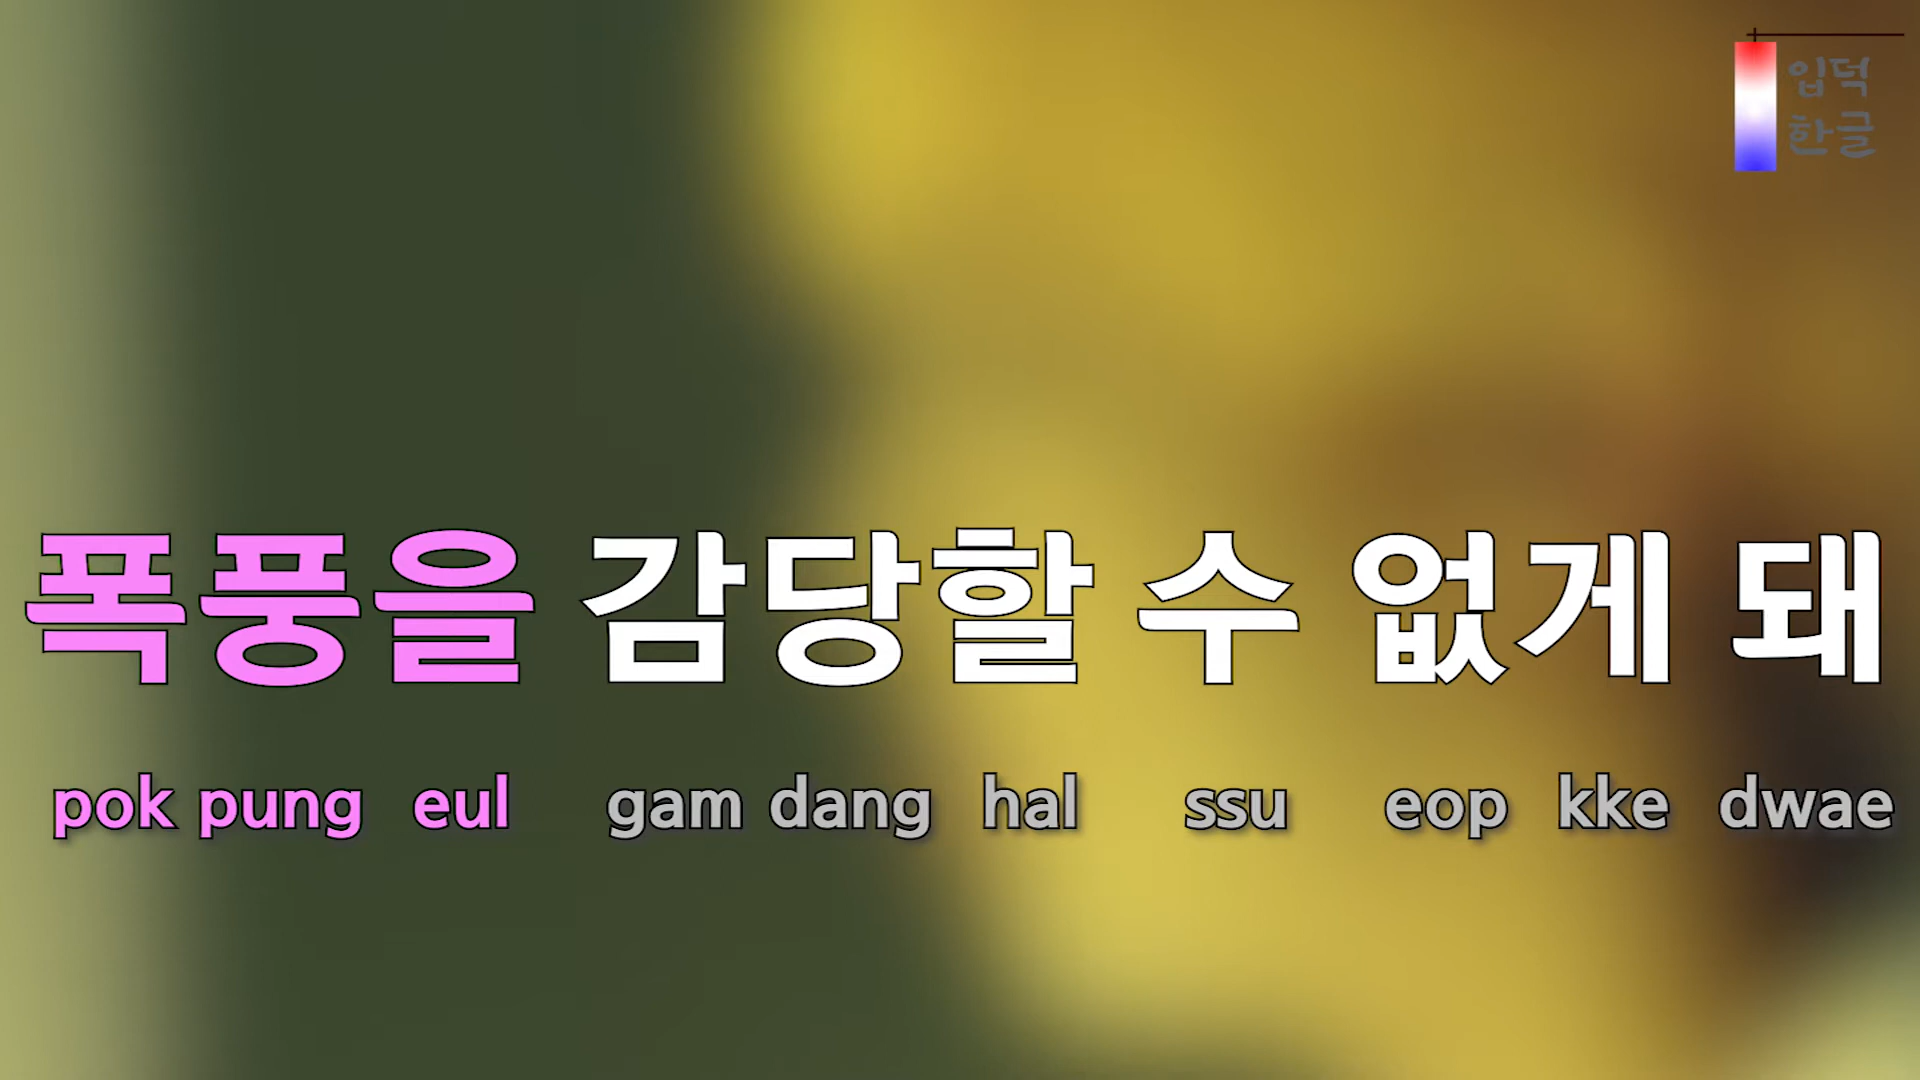 입덕
한글
폭풍을 감당할 수 없게 돼
pok pung eul gam dang hal ssu eop kke dwae